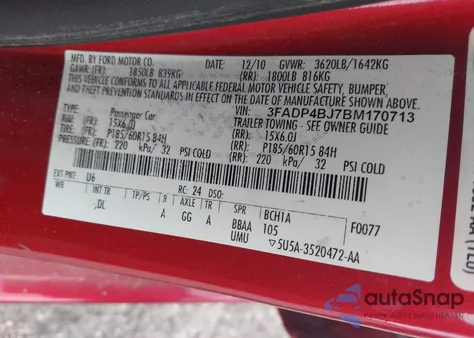 MFD. BY FORD MOTOR CO.
12/10 GVWR: 3620LB/1642KG
GAWR: (FR) 1850LB 839KG (RR) 1800LB 816KG
THIS VEHICLE CONFORMS TO ALL APPLICABLE FEDERAL MOTOR VEHICLE SAFETY, BUMPER,
AND THEFT PREVENTION STANDARDS IN EFFECT ON THE DATE OF MANUFACTURE SHOWN ABOVE.
VIN: 3FADP4BJ7BM170713
TYPE: Passenger Car TRAILER TOWING - SEE OWNERS GUIDE
RIMS:(FR) 15X6.0J (RR) 15X6.0J
TIRES:(FR) P185/60R15 84H (RR) P185/60R15 84H
PRESSURE:(FR) 220 kPa/ 32 PSI COLD (RR) 220 kPa/ 32 PSI COLD
EXT PNT: U6 RC: 24 DSO:
WB INT TR TP/PS R AXLE TR SPR BCH1A F0077
.DL A GG A BBAA 105
UMU ▽5U5A-3520472-AA
autoSnap